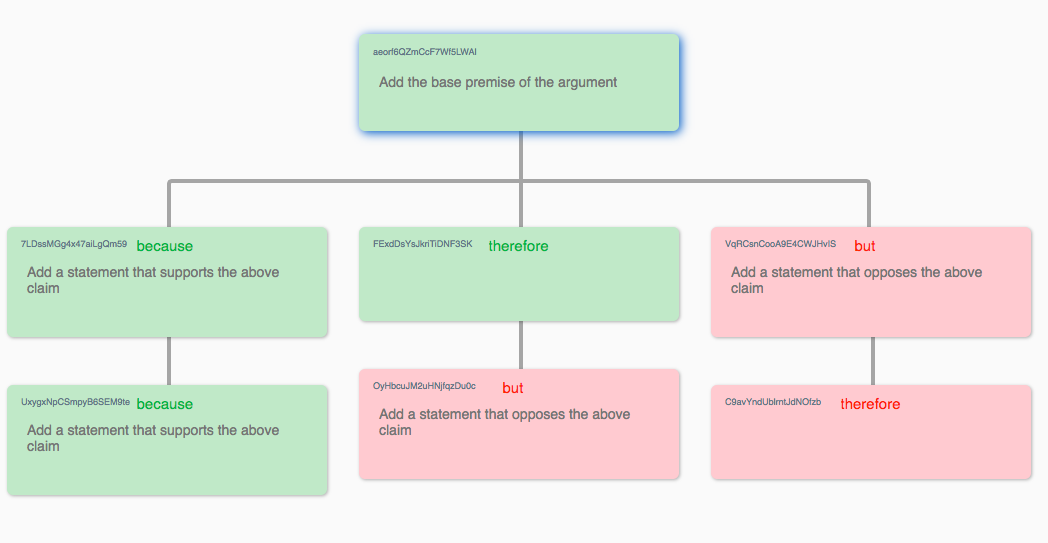 aeorf6QZmCcF7Wf5LWAI
Add the base premise of the argument
7LDssMGg4x47aiLgQm59 because
Add a statement that supports the above
claim
FExdDsYsJkriTiDNF3SK therefore
VqRCsnCooA9E4CWJHvIS but
Add a statement that opposes the above
claim
UxygxNpCSmpyB6SEM9te because
Add a statement that supports the above
claim
OyHbcuJM2uHNjfqzDu0c but
Add a statement that opposes the above
claim
C9avYndUbImtJdNOfzb therefore